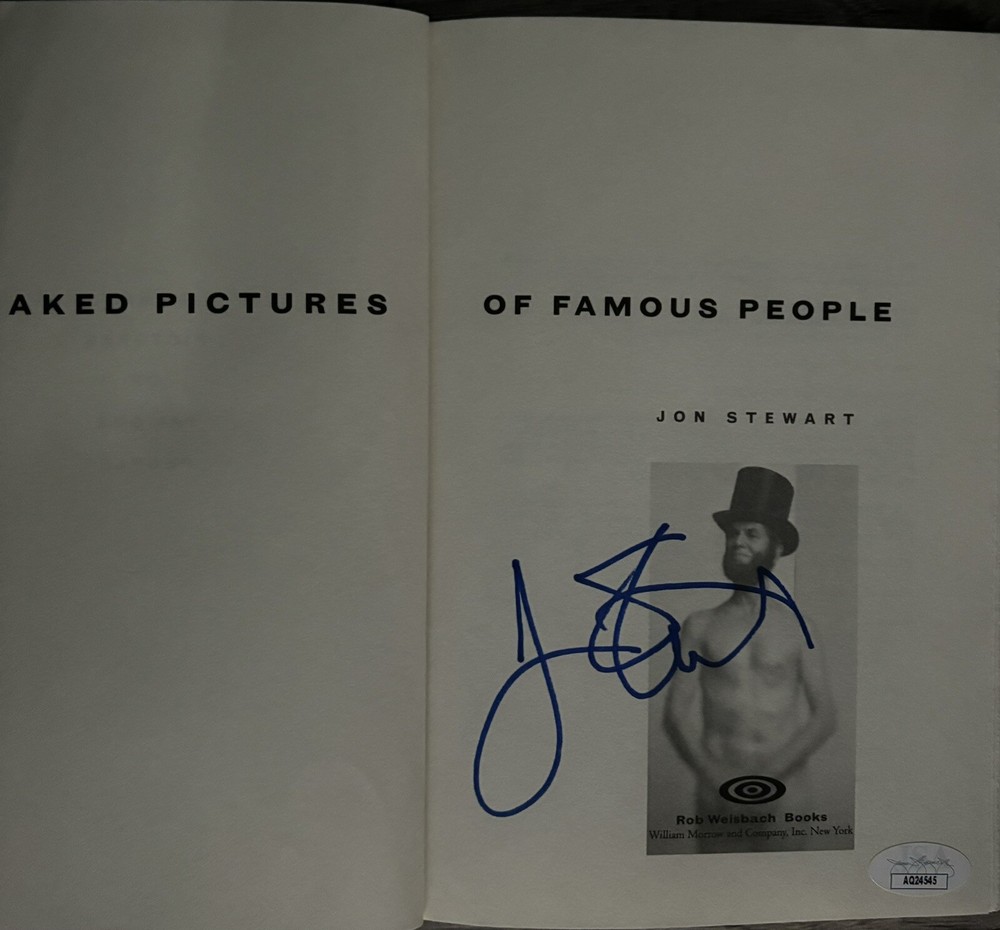 AKED PICTURES OF FAMOUS PEOPLE
JON STEWART
Rob Weisbach Books
William Morrow and Company, Inc. New York
AQ24545